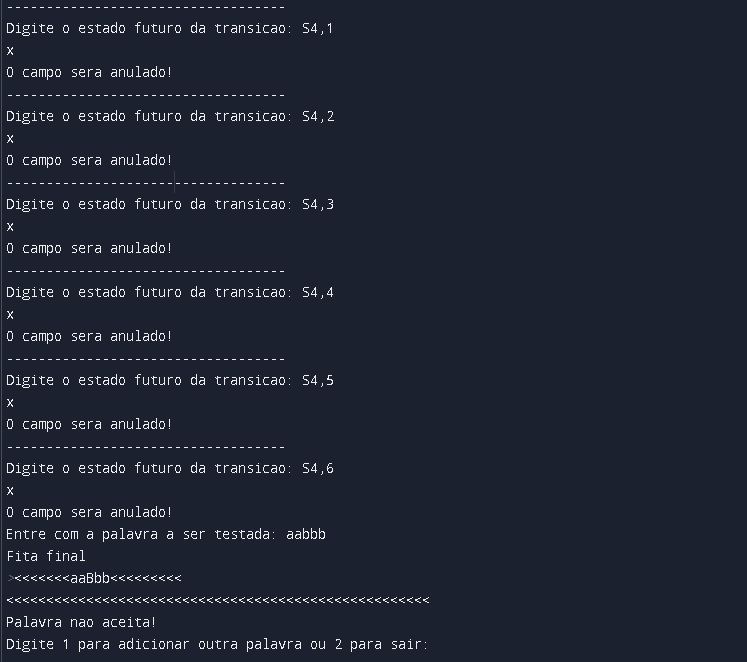 -----------------------------------
Digite o estado futuro da transicao: S4,1
x
O campo sera anulado!
-----------------------------------
Digite o estado futuro da transicao: S4,2
x
O campo sera anulado!
-----------------------------------
Digite o estado futuro da transicao: S4,3
x
O campo sera anulado!
-----------------------------------
Digite o estado futuro da transicao: S4,4
x
O campo sera anulado!
-----------------------------------
Digite o estado futuro da transicao: S4,5
x
O campo sera anulado!
-----------------------------------
Digite o estado futuro da transicao: S4,6
x
O campo sera anulado!
Entre com a palavra a ser testada: aabbb
Fita final
><<<<<<<aaBbb<<<<<<<<<
<<<<<<<<<<<<<<<<<<<<<<<<<<<<<<<<<<<<<<<<<<<<<<<<<<<<<
Palavra nao aceita!
Digite 1 para adicionar outra palavra ou 2 para sair: